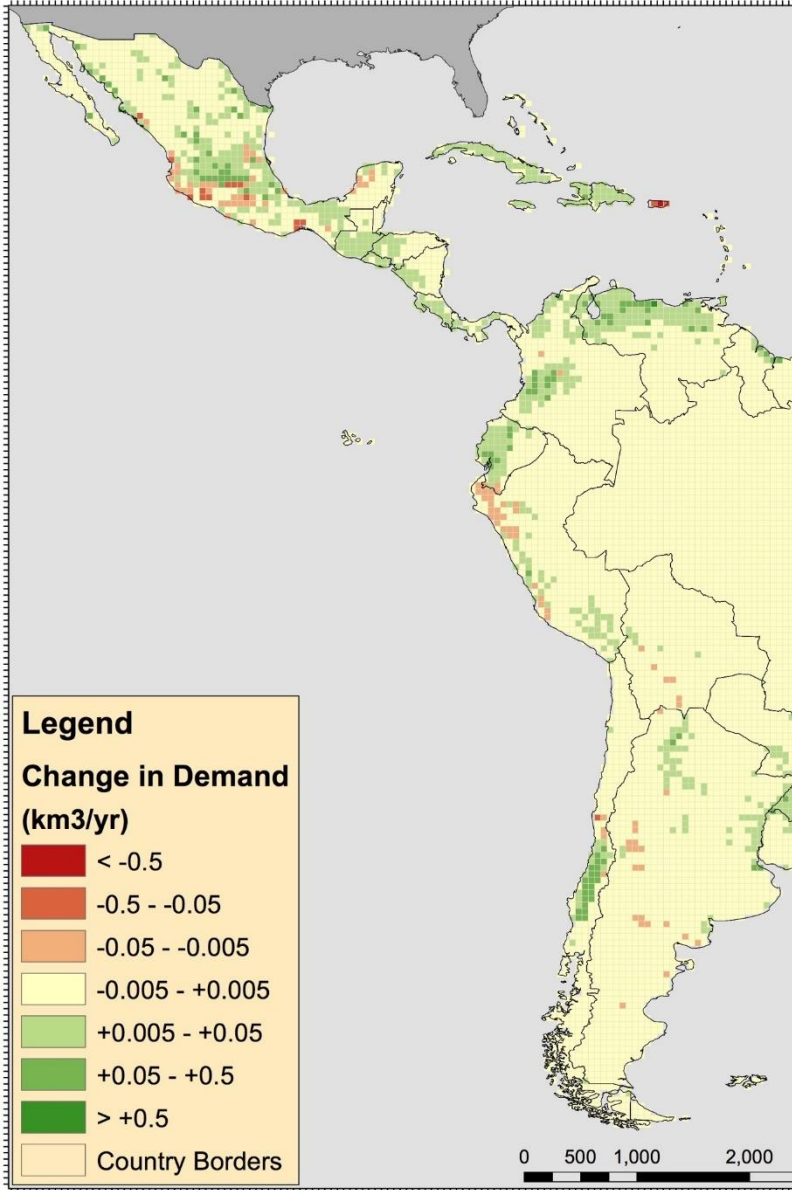 Legend
Change in Demand
(km3/yr)
< -0.5
-0.5 - -0.05
-0.05 - -0.005
-0.005 - +0.005
+0.005 - +0.05
+0.05 - +0.5
> +0.5
Country Borders
0 500 1,000 2,000